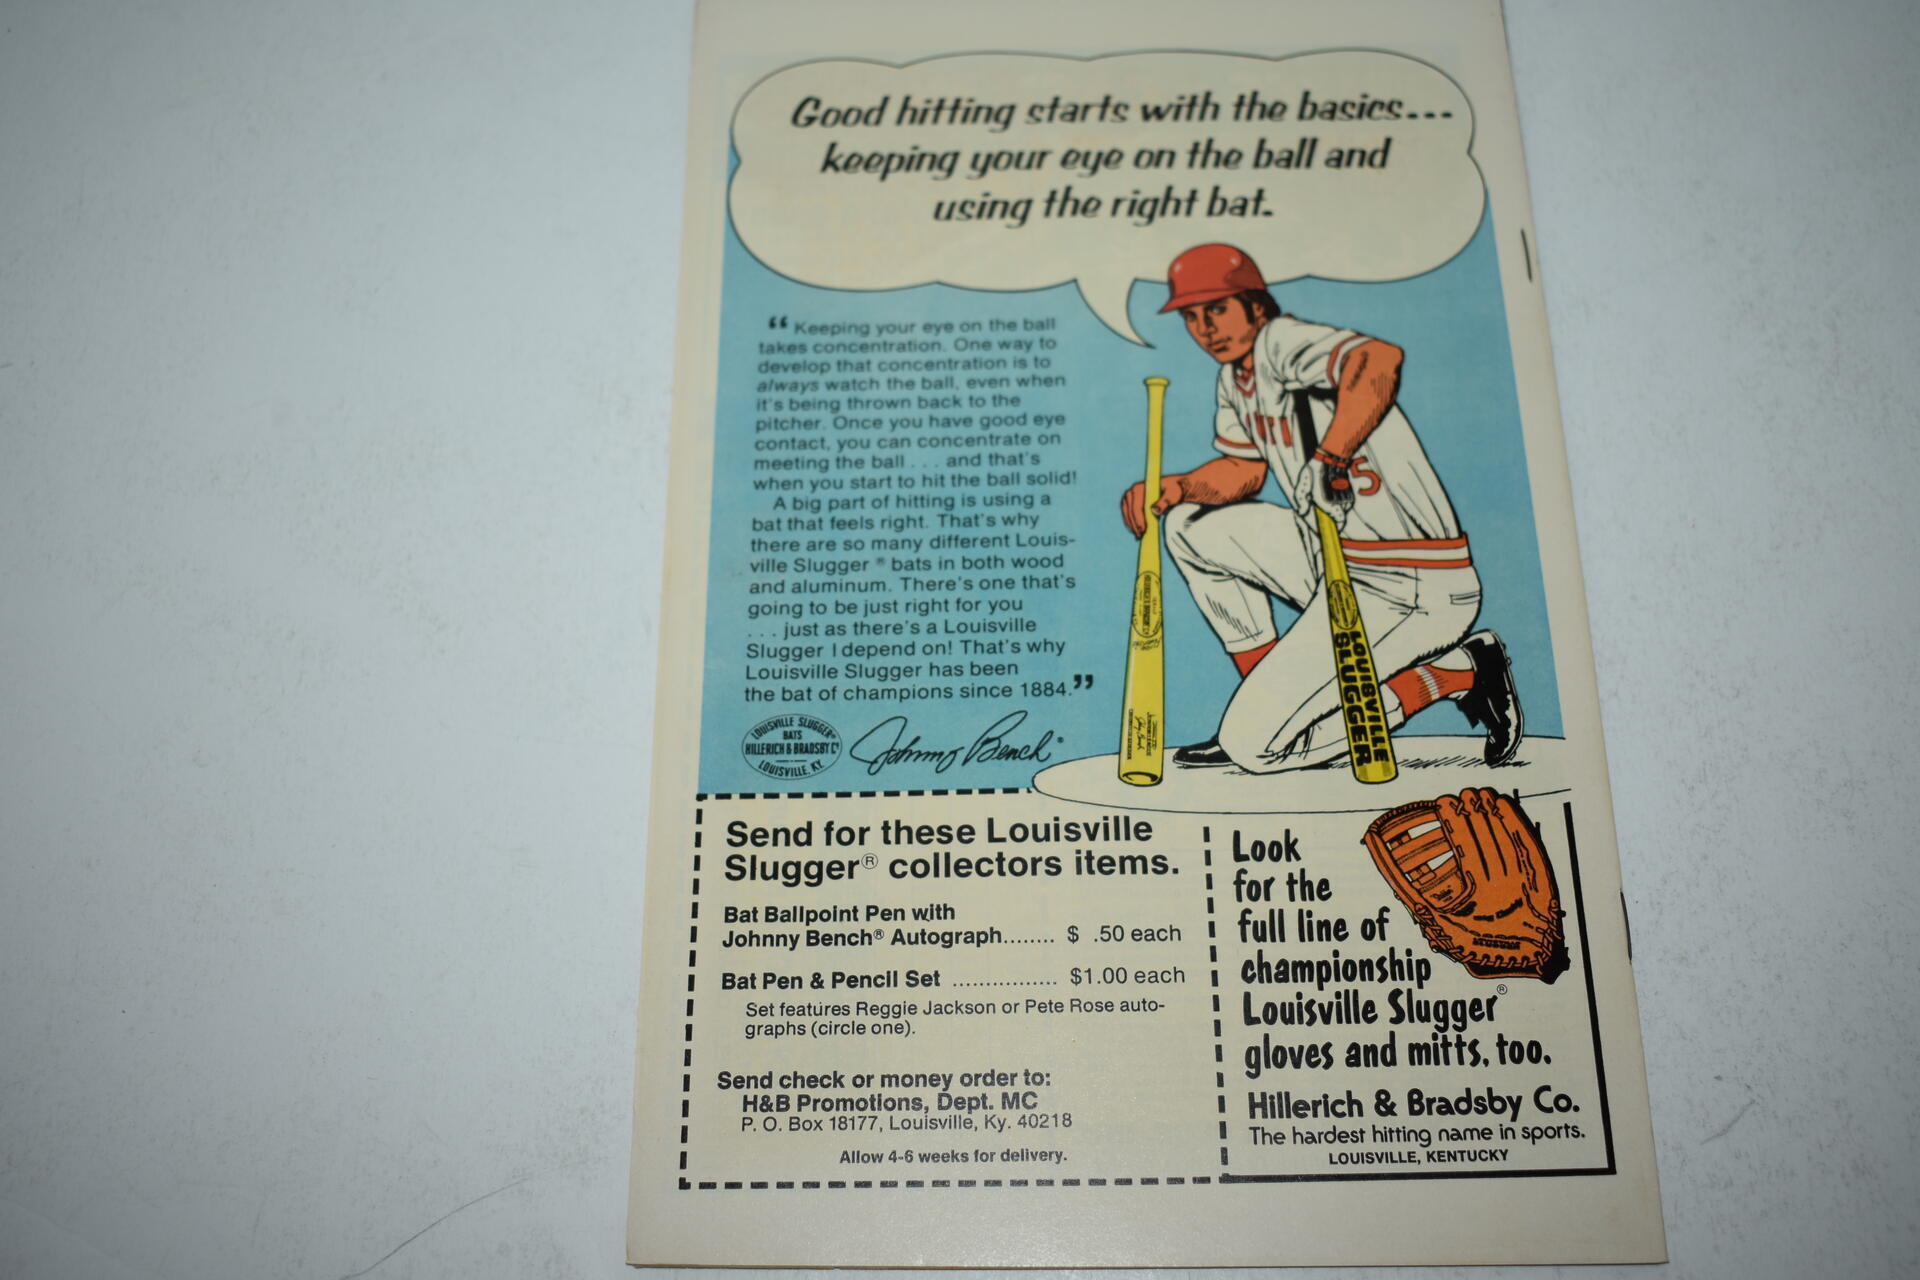 Good hitting starts with the basics...
keeping your eye on the ball and
using the right bat.
“ Keeping your eye on the ball
takes concentration. One way to
develop that concentration is to
always watch the ball, even when
it's being thrown back to the
pitcher. Once you have good eye
contact, you can concentrate on
meeting the ball . . . and that's
when you start to hit the ball solid!
A big part of hitting is using a
bat that feels right. That's why
there are so many different Louis-
ville Slugger ® bats in both wood
and aluminum. There's one that's
going to be just right for you
. . . just as there's a Louisville
Slugger I depend on! That's why
Louisville Slugger has been
the bat of champions since 1884.”
LOUISVILLE SLUGGER®
BATS
HILLERICH & BRADSBY Cº
LOUISVILLE, KY.
Johnny Bench®
5
LOUISVILLE
SLUGGER
Send for these Louisville
Slugger® collectors items.
Bat Ballpoint Pen with
Johnny Bench® Autograph........ $ .50 each
Bat Pen & Pencil Set ................ $1.00 each
Set features Reggie Jackson or Pete Rose auto-
graphs (circle one).
Send check or money order to:
H&B Promotions, Dept. MC
P. O. Box 18177, Louisville, Ky. 40218
Allow 4-6 weeks for delivery.
Look
for the
full line of
championship
Louisville Slugger®
gloves and mitts, too.
Hillerich & Bradsby Co.
The hardest hitting name in sports.
LOUISVILLE, KENTUCKY